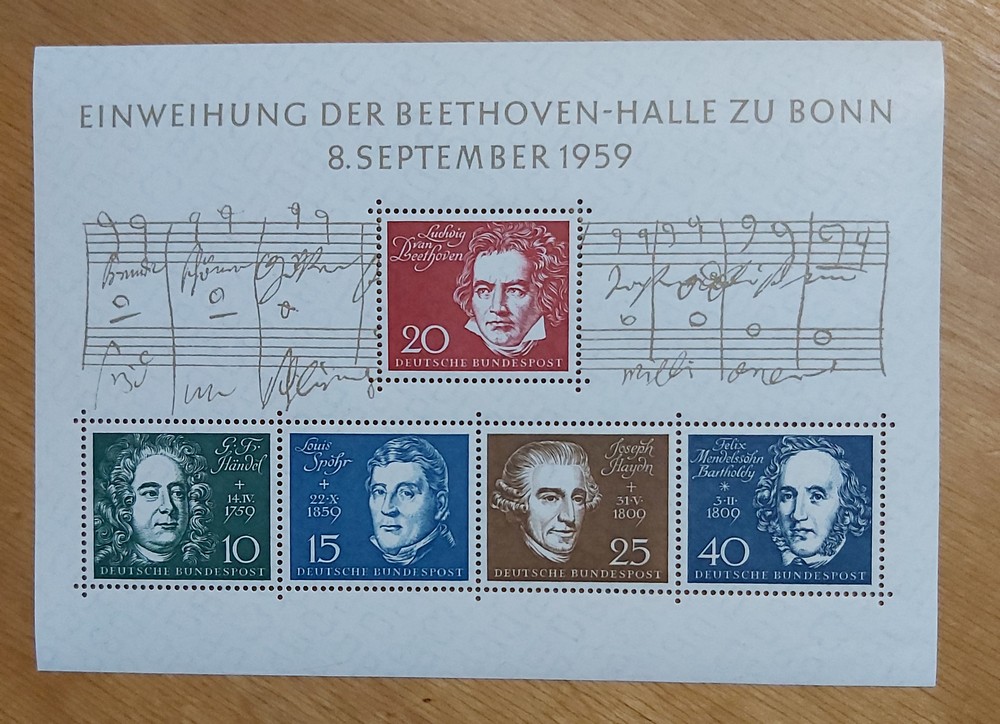 EINWEIHUNG DER BEETHOVEN-HALLE ZU BONN
8. SEPTEMBER 1959
Ludwig
van
Beethoven
20
DEUTSCHE BUNDESPOST
G. Fr.
Händel
+
14.IV.
1759
10
DEUTSCHE BUNDESPOST
Louis
Spohr
+
22·X·
1859
15
DEUTSCHE BUNDESPOST
Joseph
Haydn
+
31·V·
1809
25
DEUTSCHE BUNDESPOST
Felix
Mendelssohn
Bartholdy
*
3·II·
1809
40
DEUTSCHE BUNDESPOST